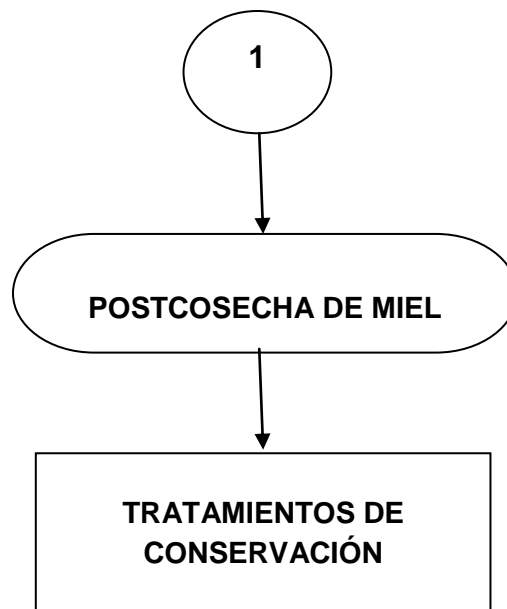 1
POSTCOSECHA DE MIEL
TRATAMIENTOS DE
CONSERVACIÓN